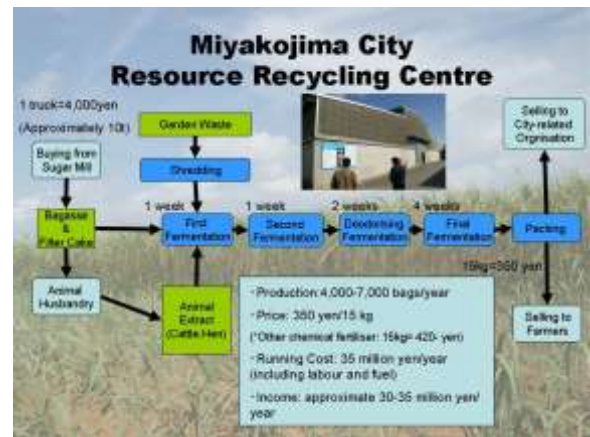 Miyakojima City
Resource Recycling Centre
1 truck=4,000yen
(Approximately 10t)
Buying from
Sugar Mill
Garden Waste
Shredding
Selling to
City-related
Orgnisation
Bagasse
&
Filter Cake
1 week
First
Fermentation
1 week
Second
Fermentation
2 weeks
Deodorising
Fermentation
4 weeks
Final
Fermentation
Packing
15kg=350 yen
Animal
Husbandry
Animal
Extract
(Cattle,Hen)
Selling to
Farmers
・Production:4,000-7,000 bags/year
・Price: 350 yen/15 kg
(*Other chemical fertiliser: 15kg= 420- yen)
・Running Cost: 35 million yen/year
(including labour and fuel)
・Income: approximate 30-35 million yen/
year